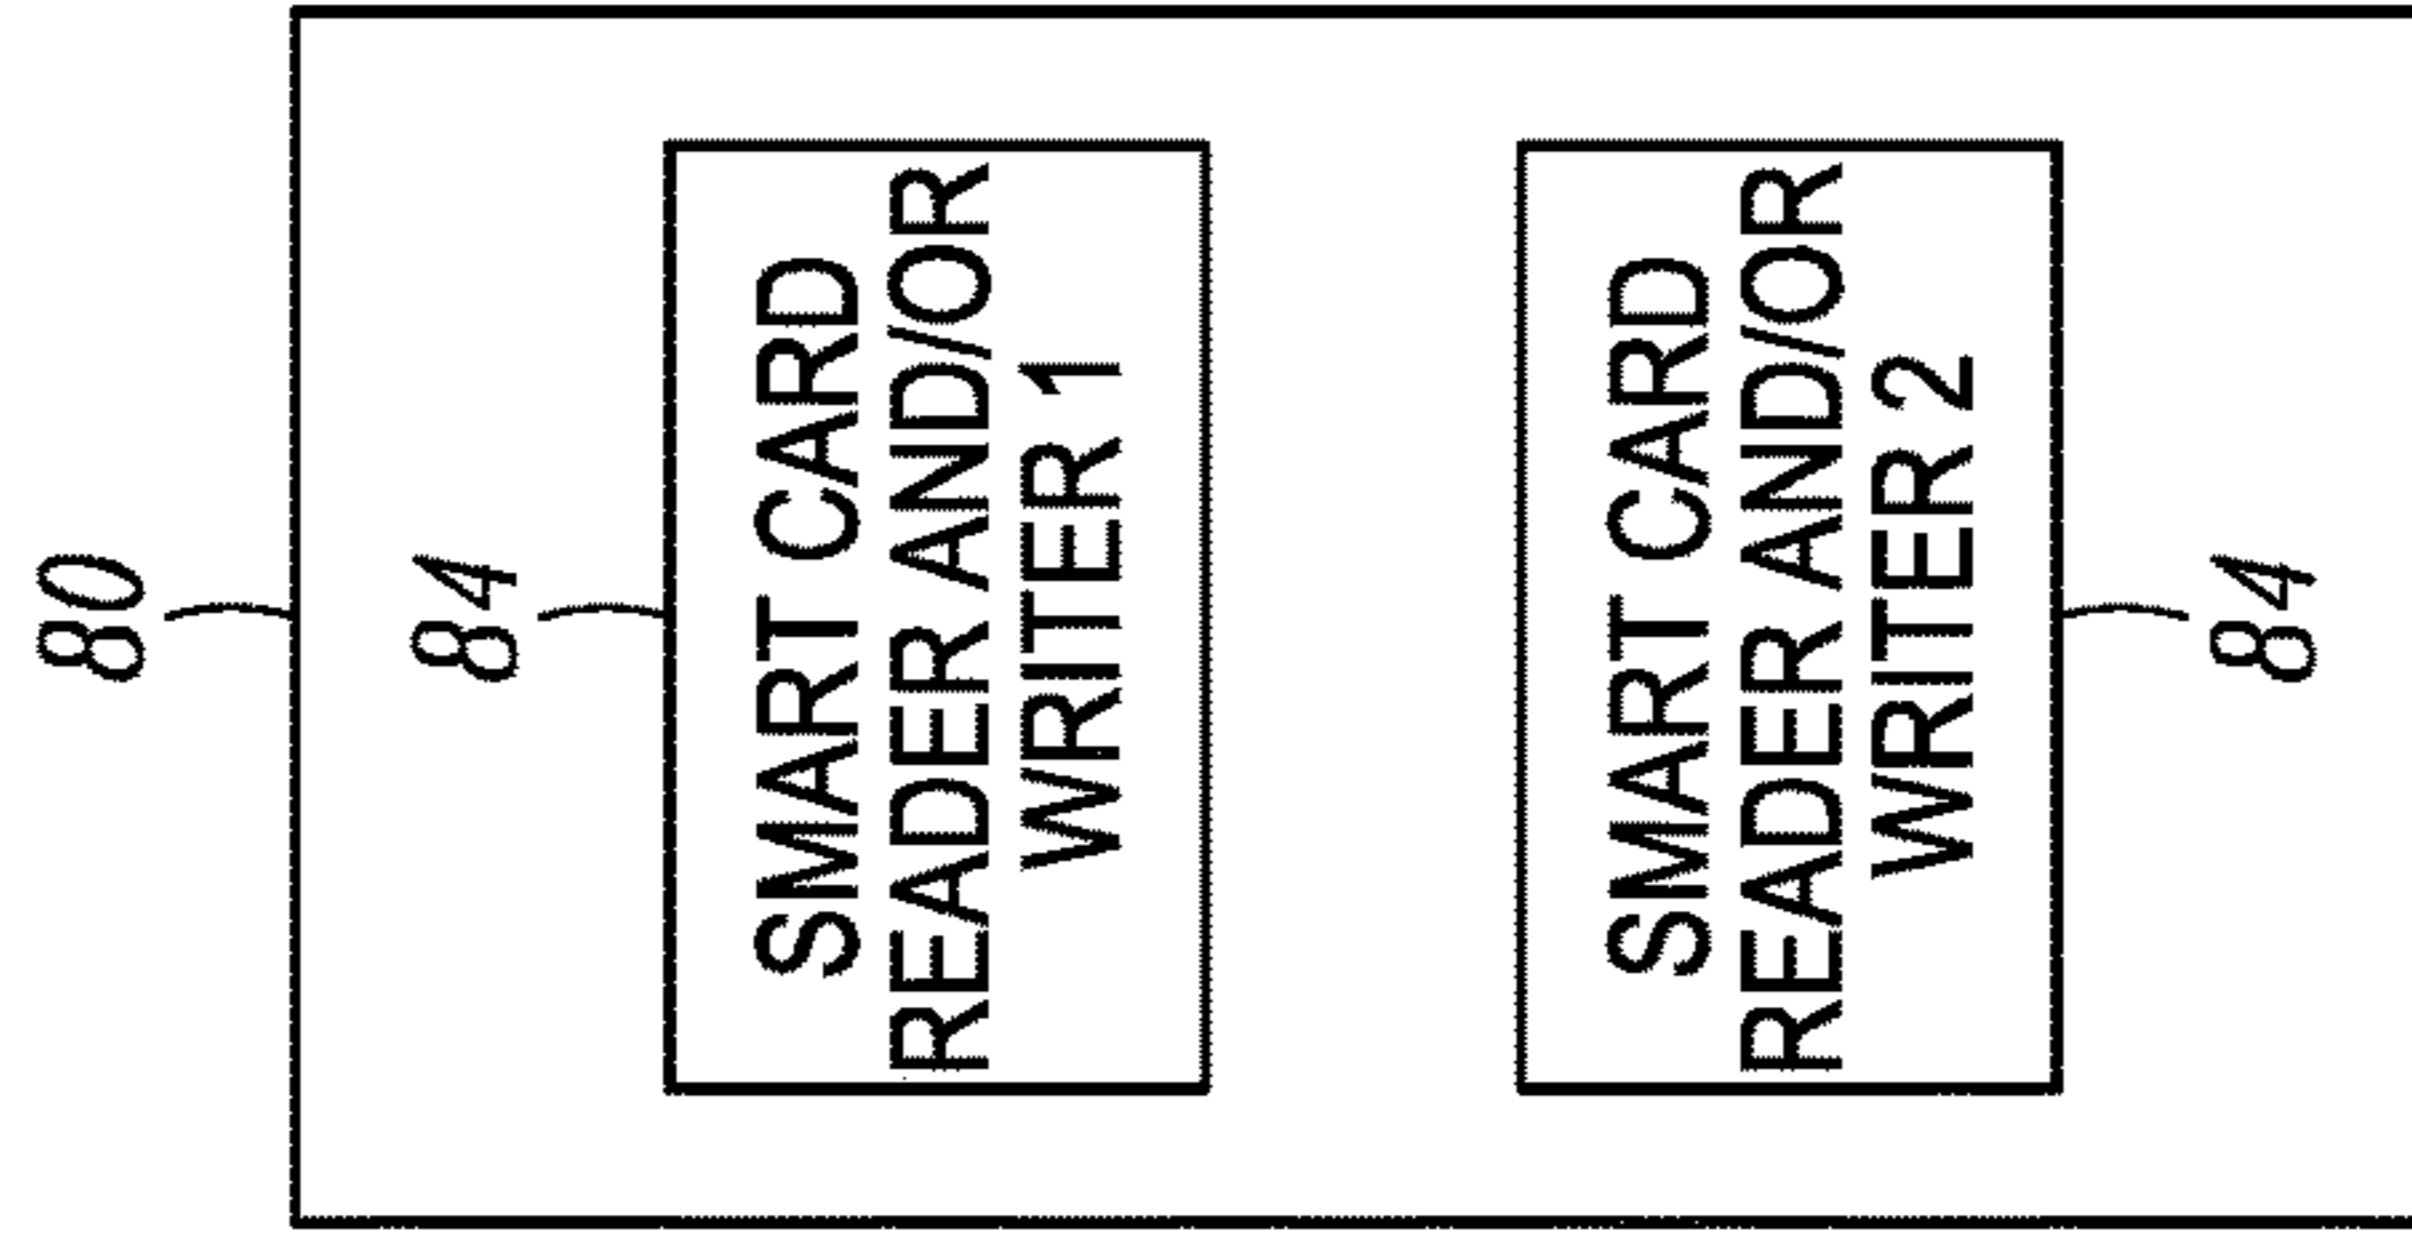 80
84
SMART CARD
READER AND/OR
WRITER 1
SMART CARD
READER AND/OR
WRITER 2
84